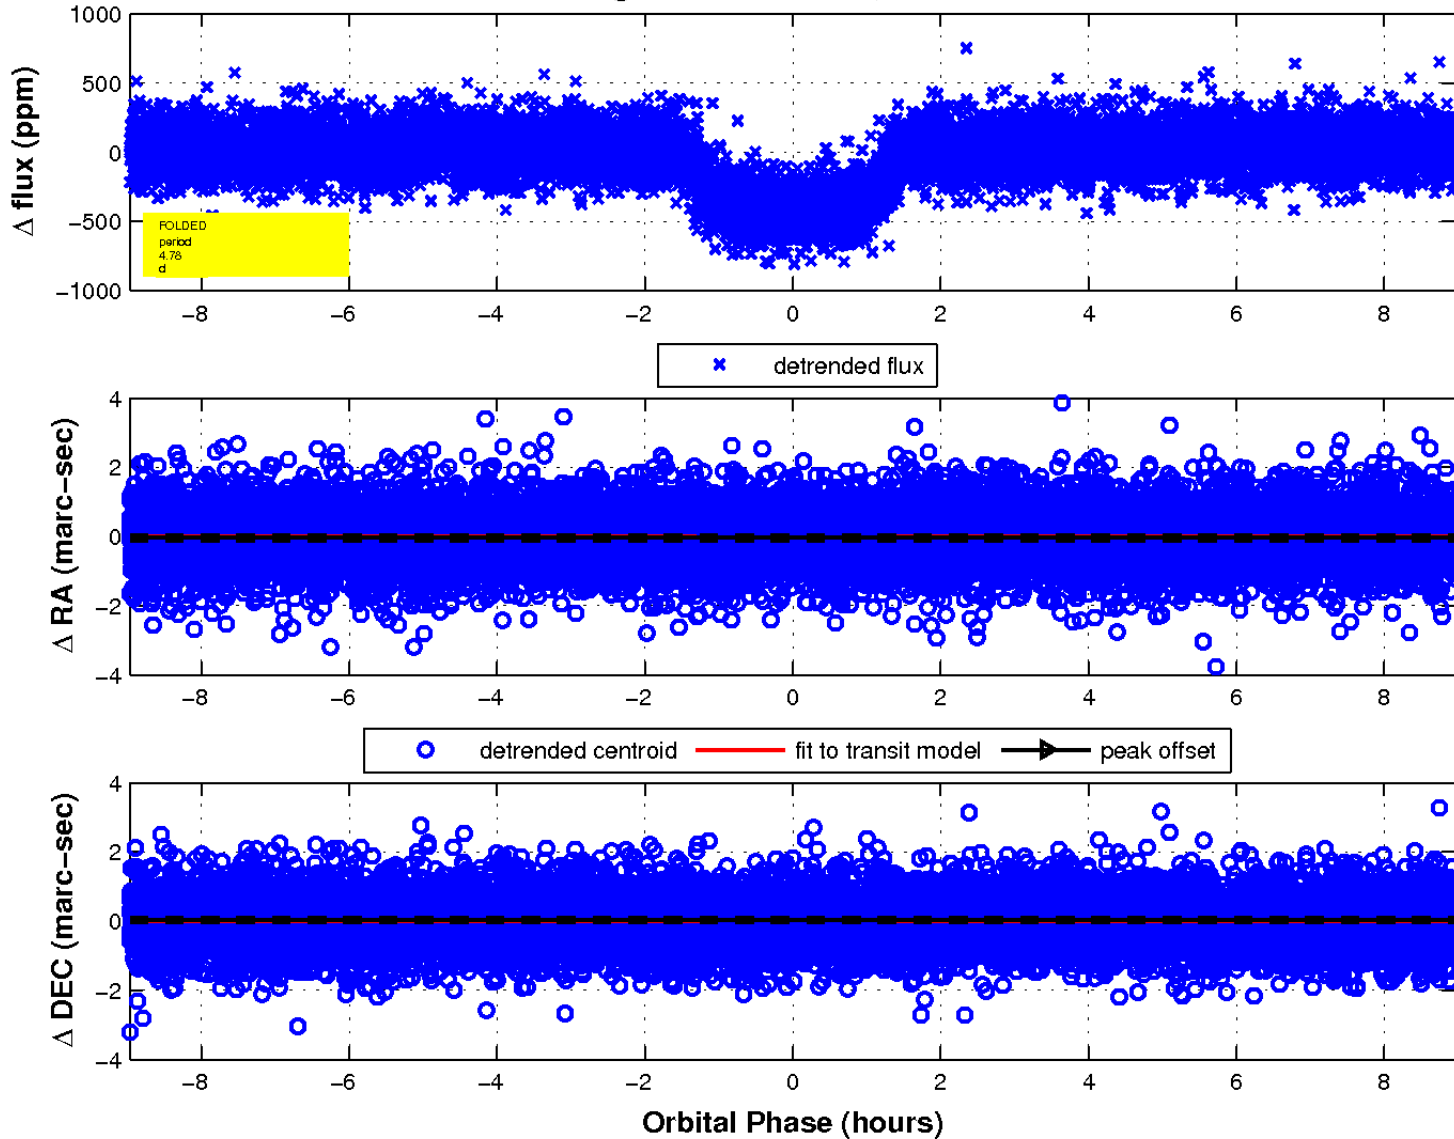 1000
500
0
−500
−1000
Δ flux (ppm)
FOLDED
period
4.78
d
−8 −6 −4 −2 0 2 4 6 8
detrended flux
4
2
0
−2
−4
Δ RA (marc−sec)
−8 −6 −4 −2 0 2 4 6 8
detrended centroid fit to transit model peak offset
4
2
0
−2
−4
Δ DEC (marc−sec)
−8 −6 −4 −2 0 2 4 6 8
Orbital Phase (hours)